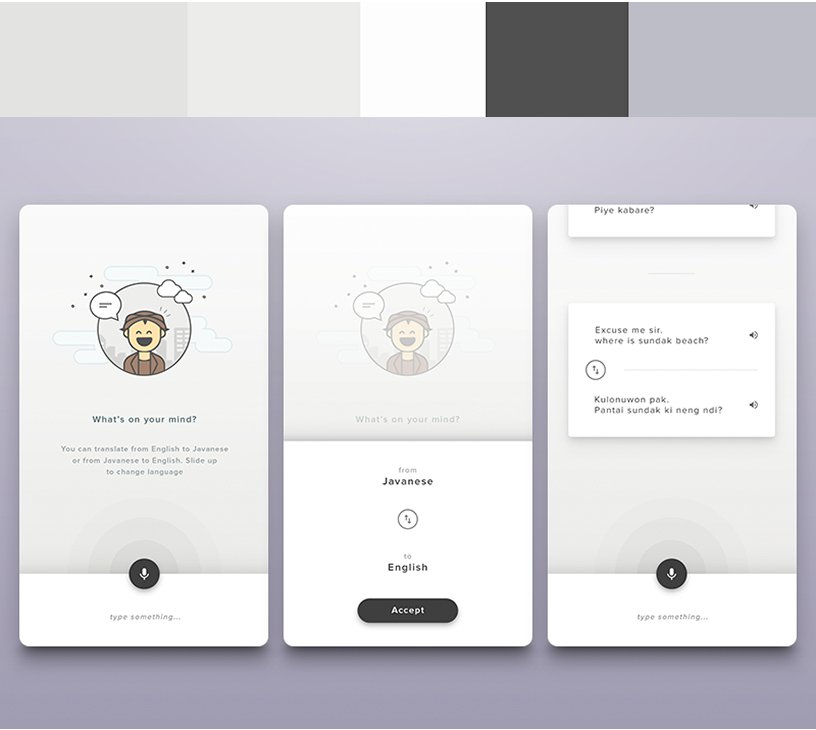 What's on your mind?
You can translate from English to Javanese
or from Javanese to English. Slide up
to change language
type something...
What's on your mind?
from
Javanese
to
English
Accept
Piye kabare?
Excuse me sir.
where is sundak beach?
Kulonuwon pak.
Pantai sundak ki neng ndi?
type something...